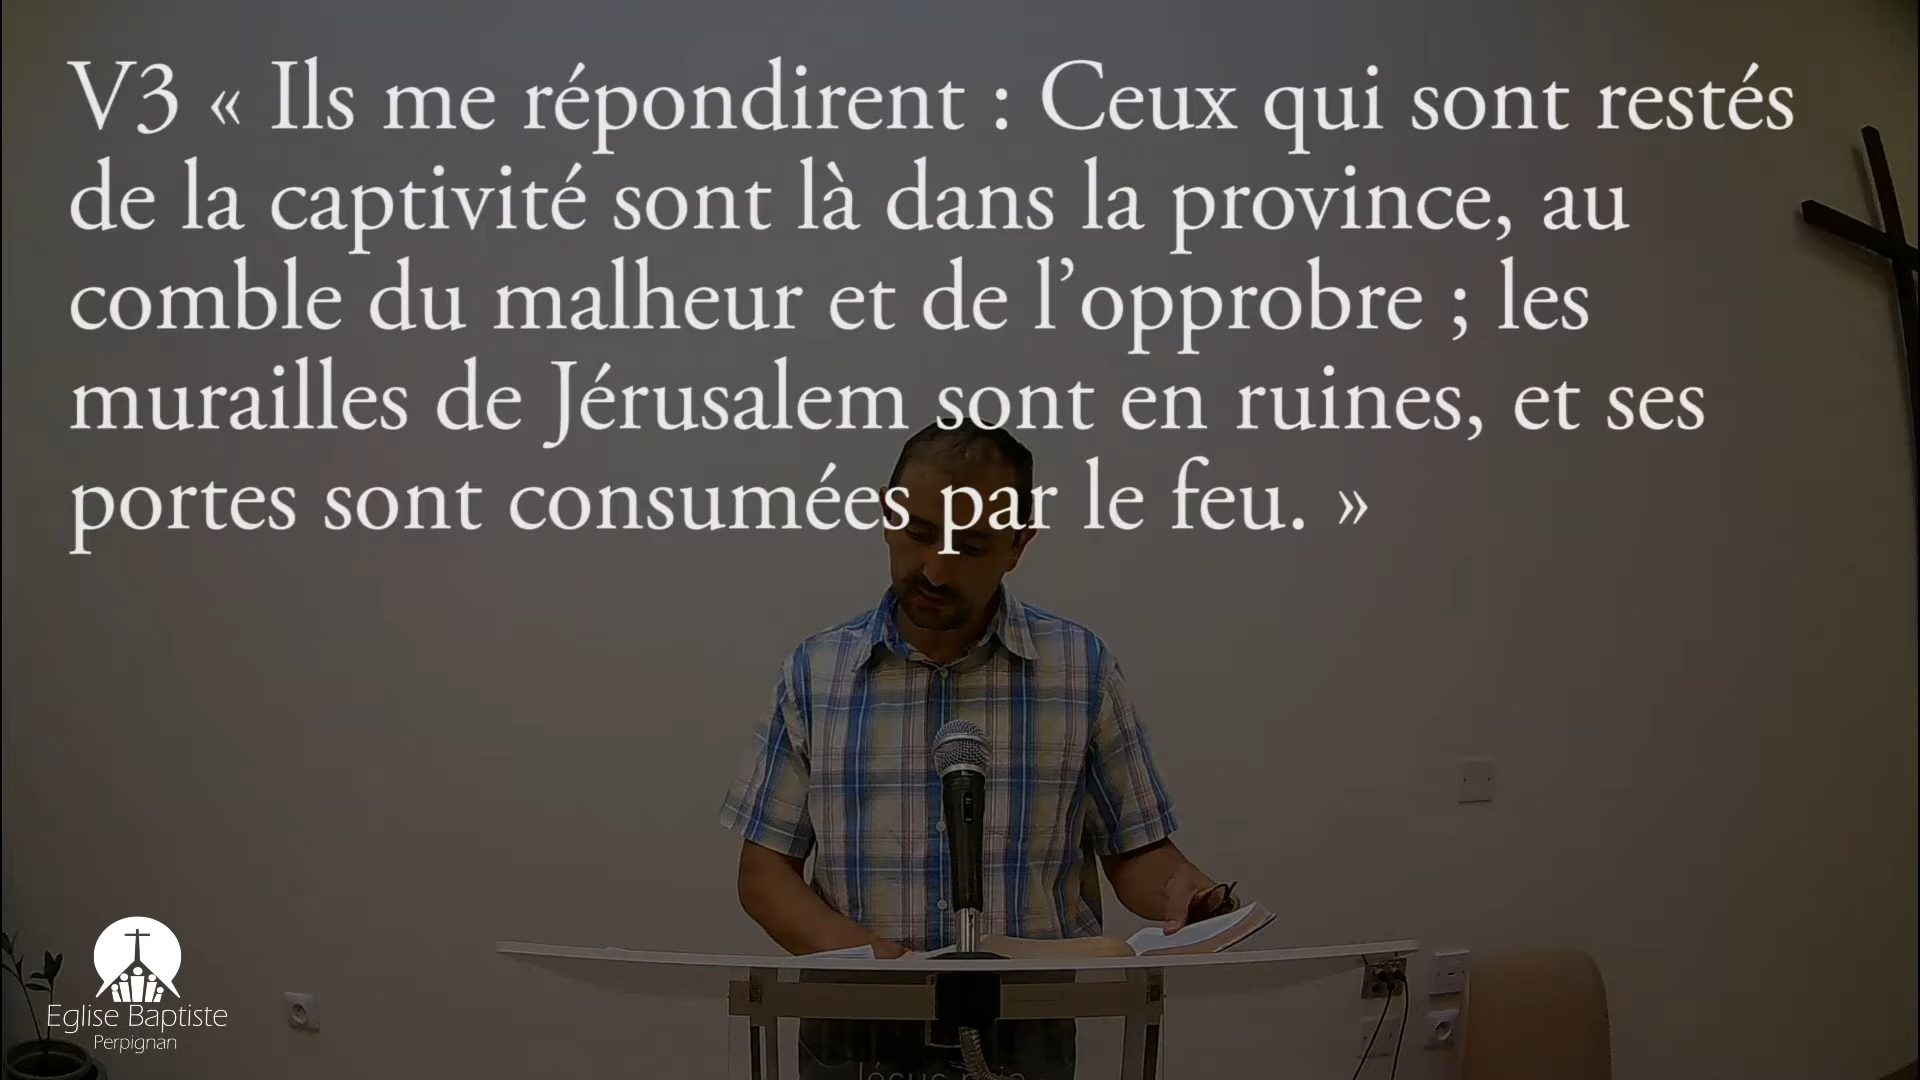 V3 « Ils me répondirent : Ceux qui sont restés
de la captivité sont là dans la province, au
comble du malheur et de l’opprobre ; les
murailles de Jérusalem sont en ruines, et ses
portes sont consumées par le feu. »
Eglise Baptiste
Perpignan